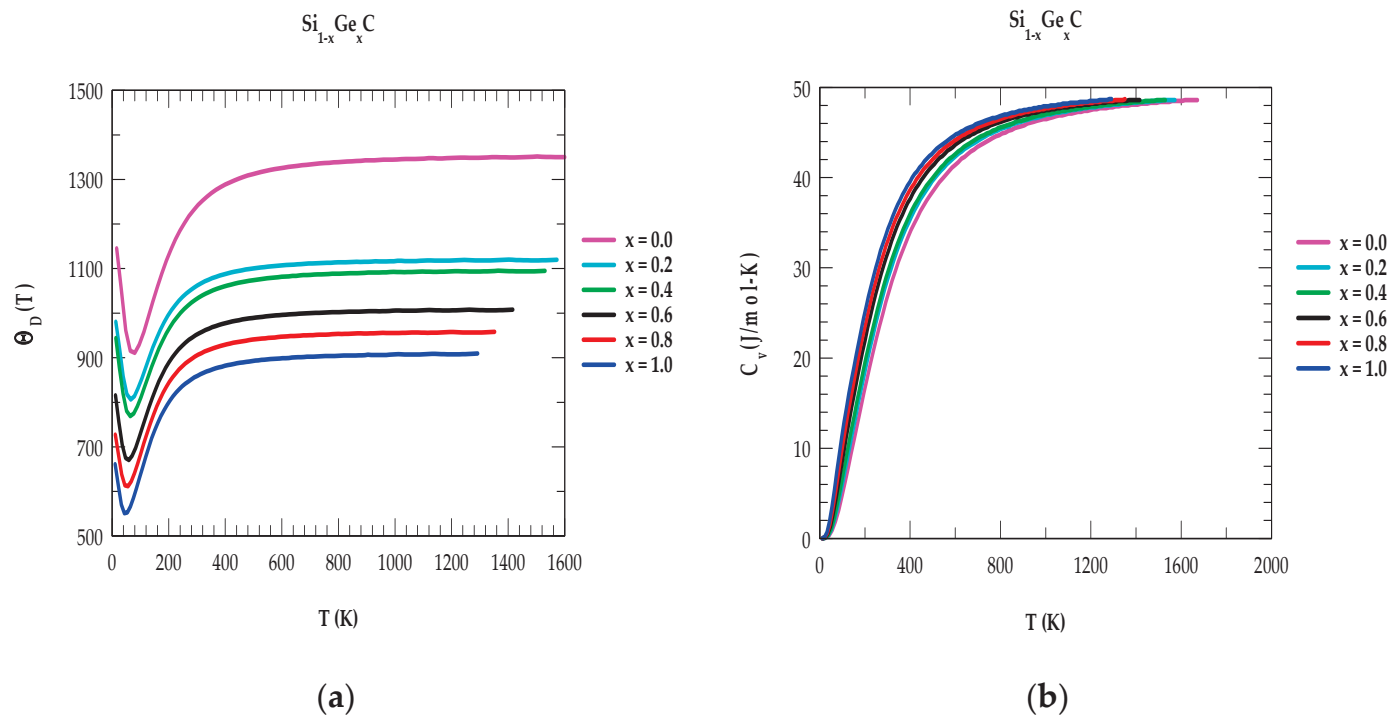 Si1-xGexC
1500
1300
1100
900
700
500
ΘD (T)
0 200 400 600 800 1000 1200 1400 1600
T (K)
x = 0.0
x = 0.2
x = 0.4
x = 0.6
x = 0.8
x = 1.0
(a)
Si1-xGexC
50
40
30
20
10
0
Cv (J/mol-K)
0 400 800 1200 1600 2000
T (K)
x = 0.0
x = 0.2
x = 0.4
x = 0.6
x = 0.8
x = 1.0
(b)